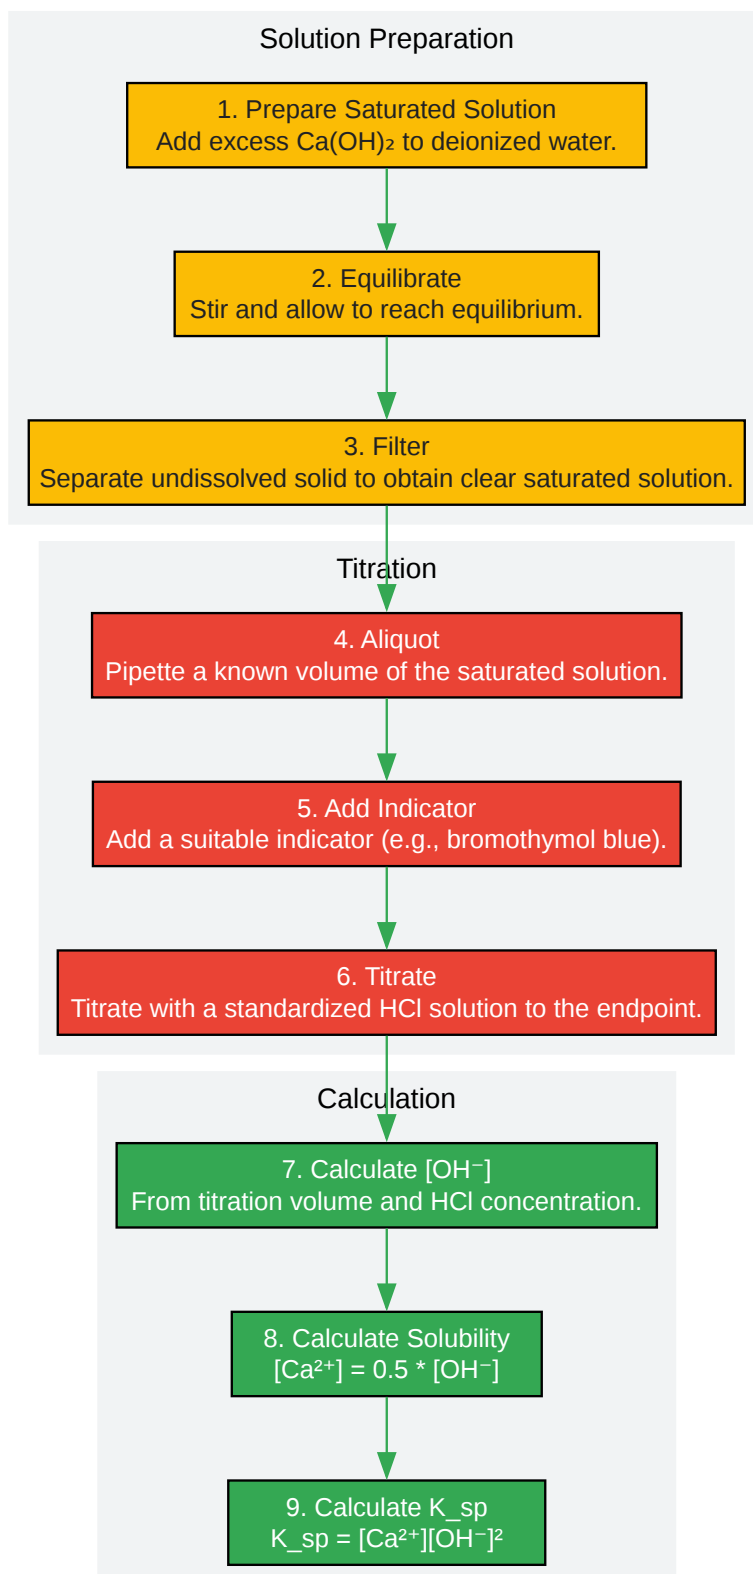 Solution Preparation
1. Prepare Saturated Solution
Add excess Ca(OH)₂ to deionized water.
2. Equilibrate
Stir and allow to reach equilibrium.
3. Filter
Separate undissolved solid to obtain clear saturated solution.
Titration
4. Aliquot
Pipette a known volume of the saturated solution.
5. Add Indicator
Add a suitable indicator (e.g., bromothymol blue).
6. Titrate
Titrate with a standardized HCl solution to the endpoint.
Calculation
7. Calculate [OH⁻]
From titration volume and HCl concentration.
8. Calculate Solubility
[Ca²⁺] = 0.5 * [OH⁻]
9. Calculate K_sp
K_sp = [Ca²⁺][OH⁻]²